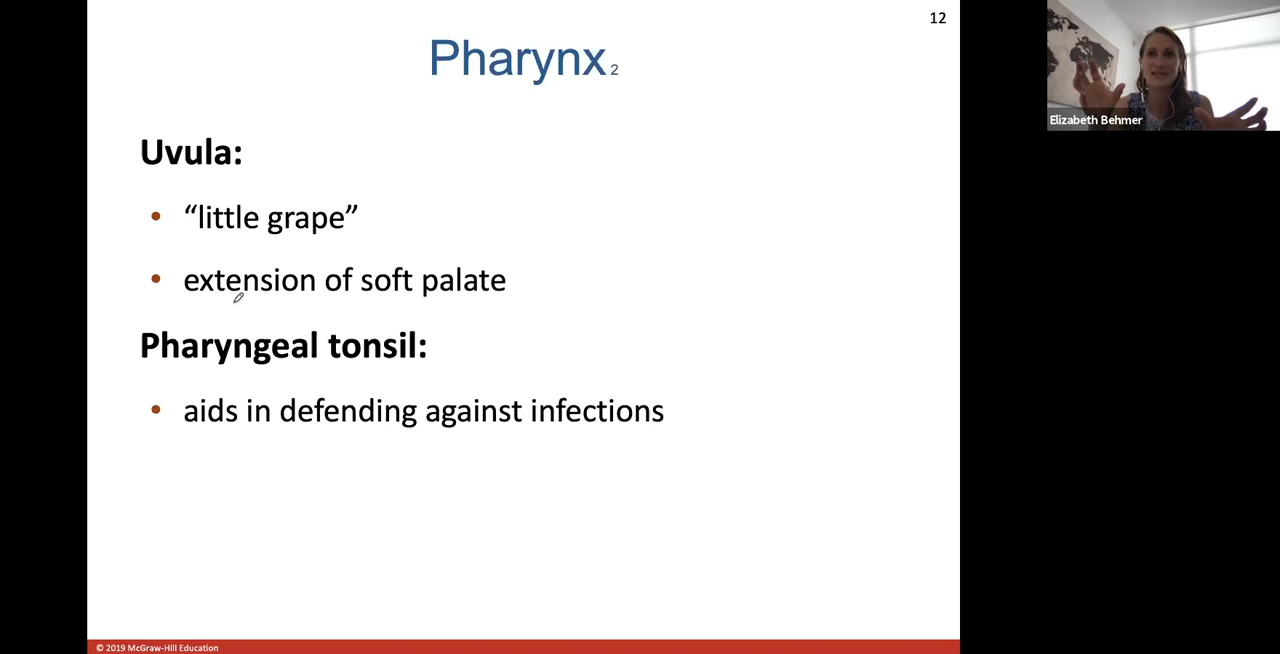 12
Pharynx 2
Uvula:
• “little grape”
• extension of soft palate
Pharyngeal tonsil:
• aids in defending against infections
© 2019 McGraw-Hill Education
Elizabeth Behmer